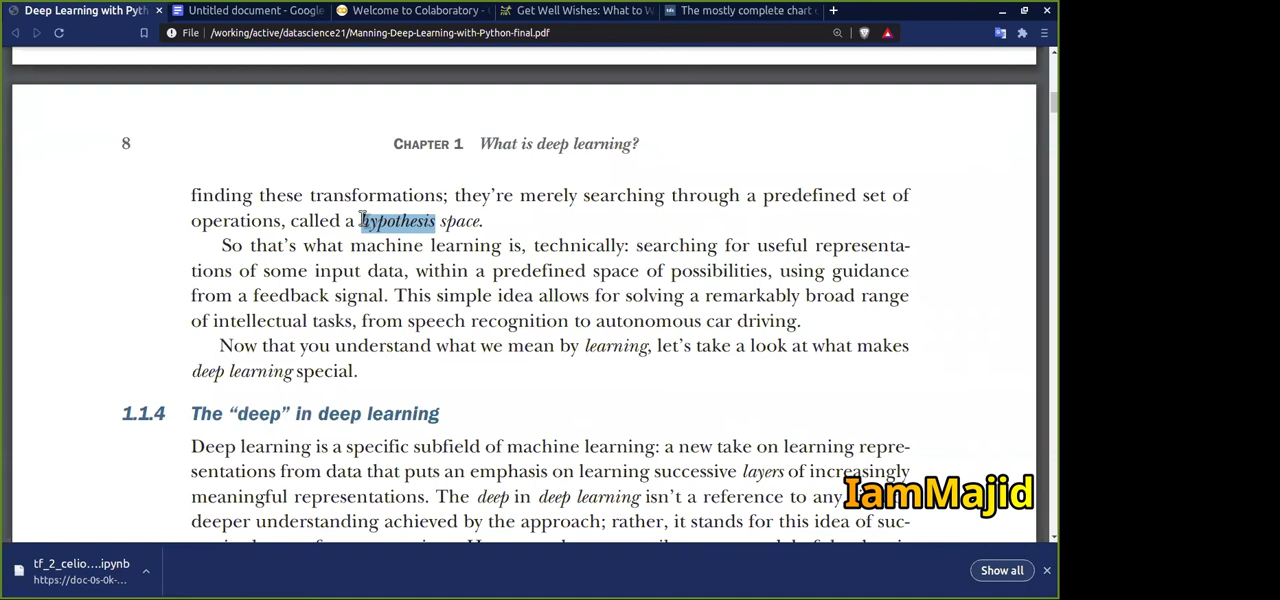 Deep Learning with Pyth
Untitled document - Google
Welcome to Colaboratory -
Get Well Wishes: What to W
The mostly complete chart
File | /working/active/datascience21/Manning-Deep-Learning-with-Python-final.pdf
8 CHAPTER 1 What is deep learning?
finding these transformations; they're merely searching through a predefined set of
operations, called a hypothesis space.
So that's what machine learning is, technically: searching for useful representa-
tions of some input data, within a predefined space of possibilities, using guidance
from a feedback signal. This simple idea allows for solving a remarkably broad range
of intellectual tasks, from speech recognition to autonomous car driving.
Now that you understand what we mean by learning, let's take a look at what makes
deep learning special.
1.1.4 The “deep” in deep learning
Deep learning is a specific subfield of machine learning: a new take on learning repre-
sentations from data that puts an emphasis on learning successive layers of increasingly
meaningful representations. The deep in deep learning isn't a reference to any
deeper understanding achieved by the approach; rather, it stands for this idea of suc-
IamMajid
tf_2_celio....ipynb
https://doc-0s-0k-...
Show all